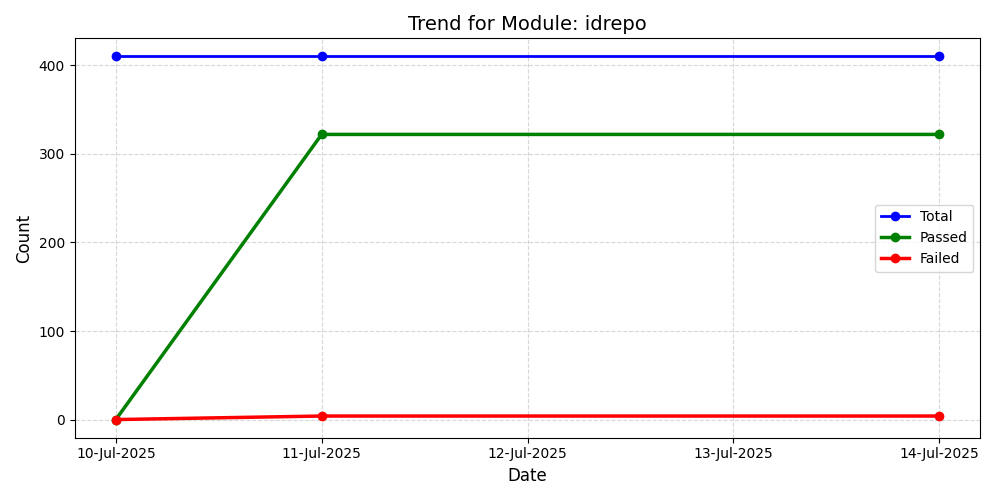 Trend for Module: idrepo
Count
400
300
200
100
0
Total
Passed
Failed
10-Jul-2025
11-Jul-2025
12-Jul-2025
13-Jul-2025
14-Jul-2025
Date